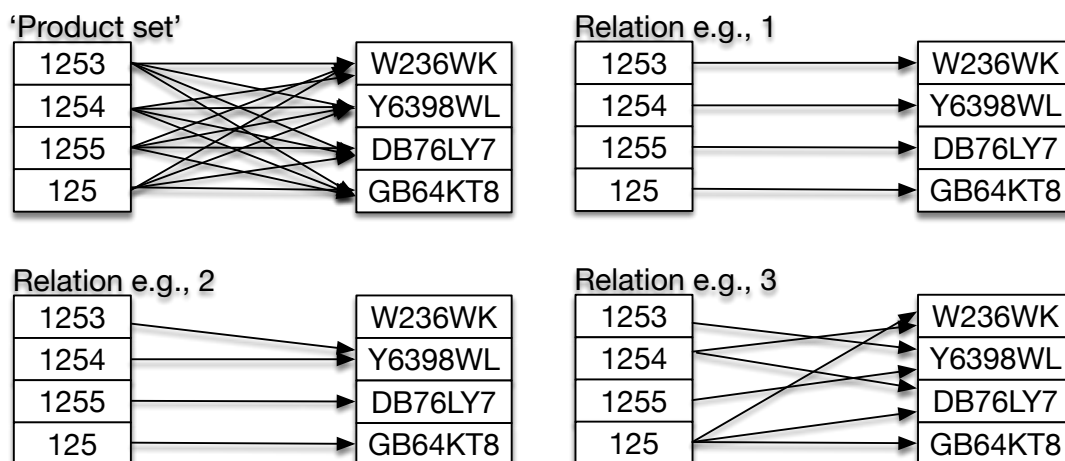 ‘Product set’
1253 W236WK
1254 Y6398WL
1255 DB76LY7
125 GB64KT8
Relation e.g., 1
1253 W236WK
1254 Y6398WL
1255 DB76LY7
125 GB64KT8
Relation e.g., 2
1253 W236WK
1254 Y6398WL
1255 DB76LY7
125 GB64KT8
Relation e.g., 3
1253 W236WK
1254 Y6398WL
1255 DB76LY7
125 GB64KT8